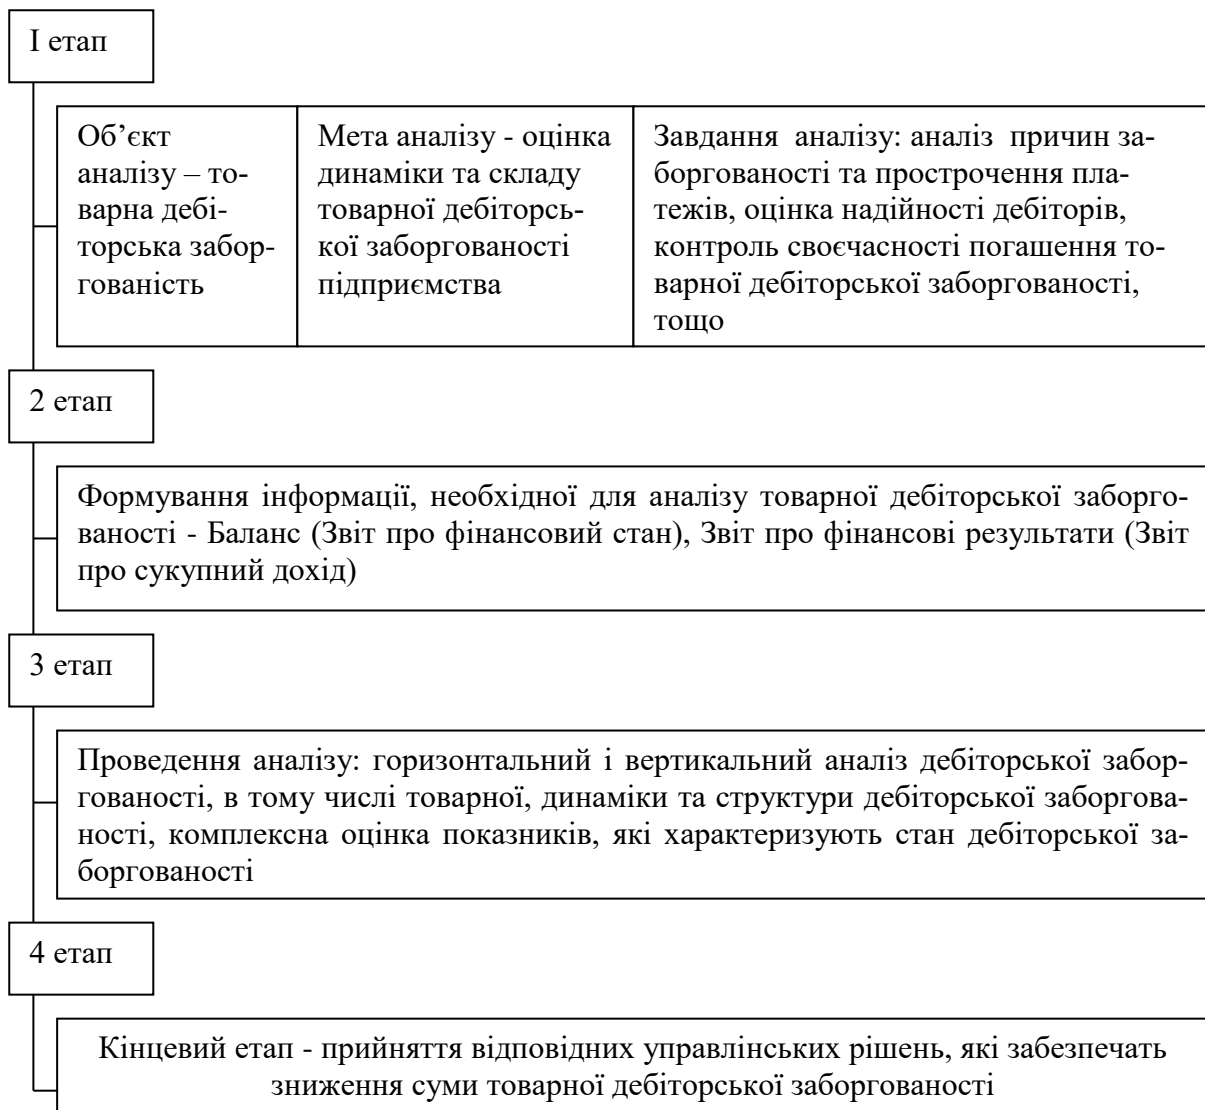 I етап
Об’єкт
аналізу – то-
варна дебі-
торська забор-
гованість
Мета аналізу - оцінка
динаміки та складу
товарної дебіторсь-
кої заборгованості
підприємства
Завдання аналізу: аналіз причин за-
боргованості та прострочення пла-
тежів, оцінка надійності дебіторів,
контроль своєчасності погашення то-
варної дебіторської заборгованості,
тощо
2 етап
Формування інформації, необхідної для аналізу товарної дебіторської заборго-
ваності - Баланс (Звіт про фінансовий стан), Звіт про фінансові результати (Звіт
про сукупний дохід)
3 етап
Проведення аналізу: горизонтальний і вертикальний аналіз дебіторської забор-
гованості, в тому числі товарної, динаміки та структури дебіторської заборгова-
ності, комплексна оцінка показників, які характеризують стан дебіторської за-
боргованості
4 етап
Кінцевий етап - прийняття відповідних управлінських рішень, які забезпечать
зниження суми товарної дебіторської заборгованості